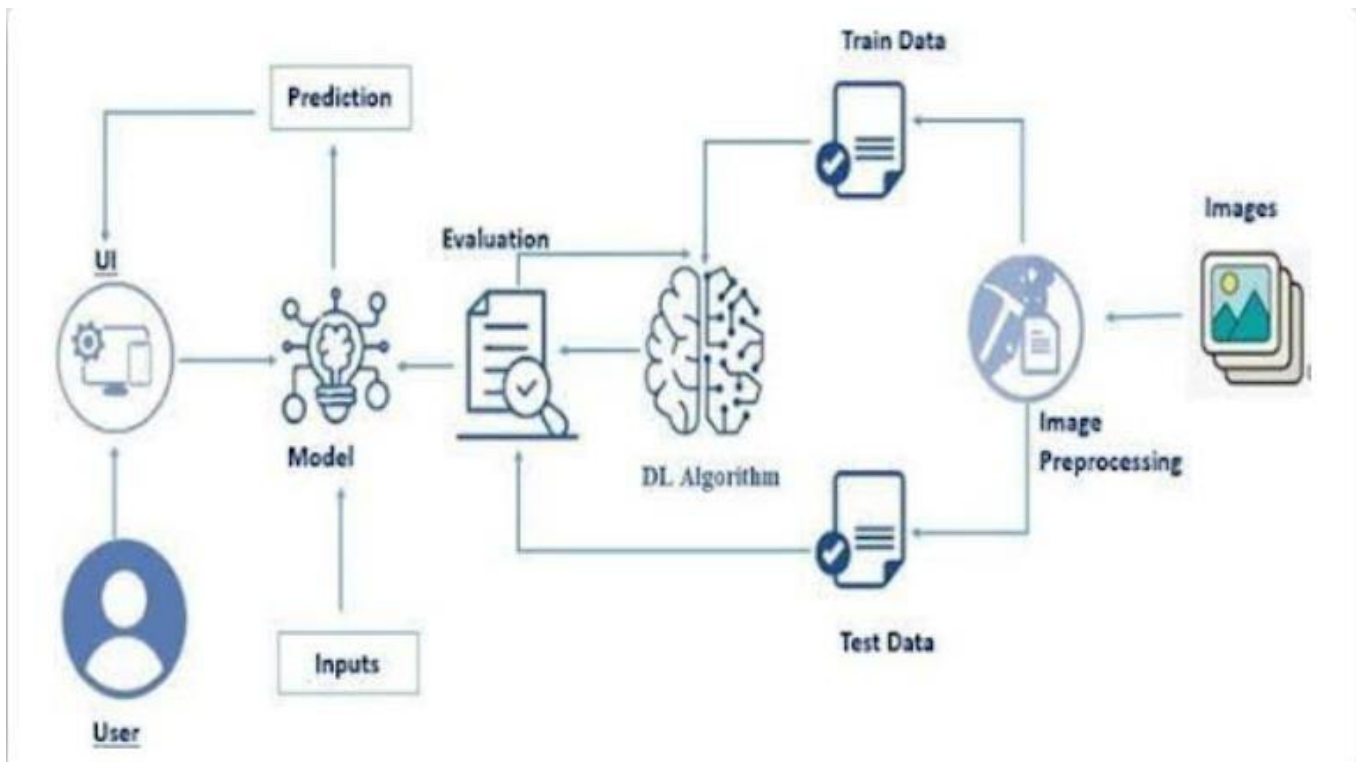 Train Data
Prediction
Images
Evaluation
UI
Image
Preprocessing
Model
DL Algorithm
Test Data
Inputs
User